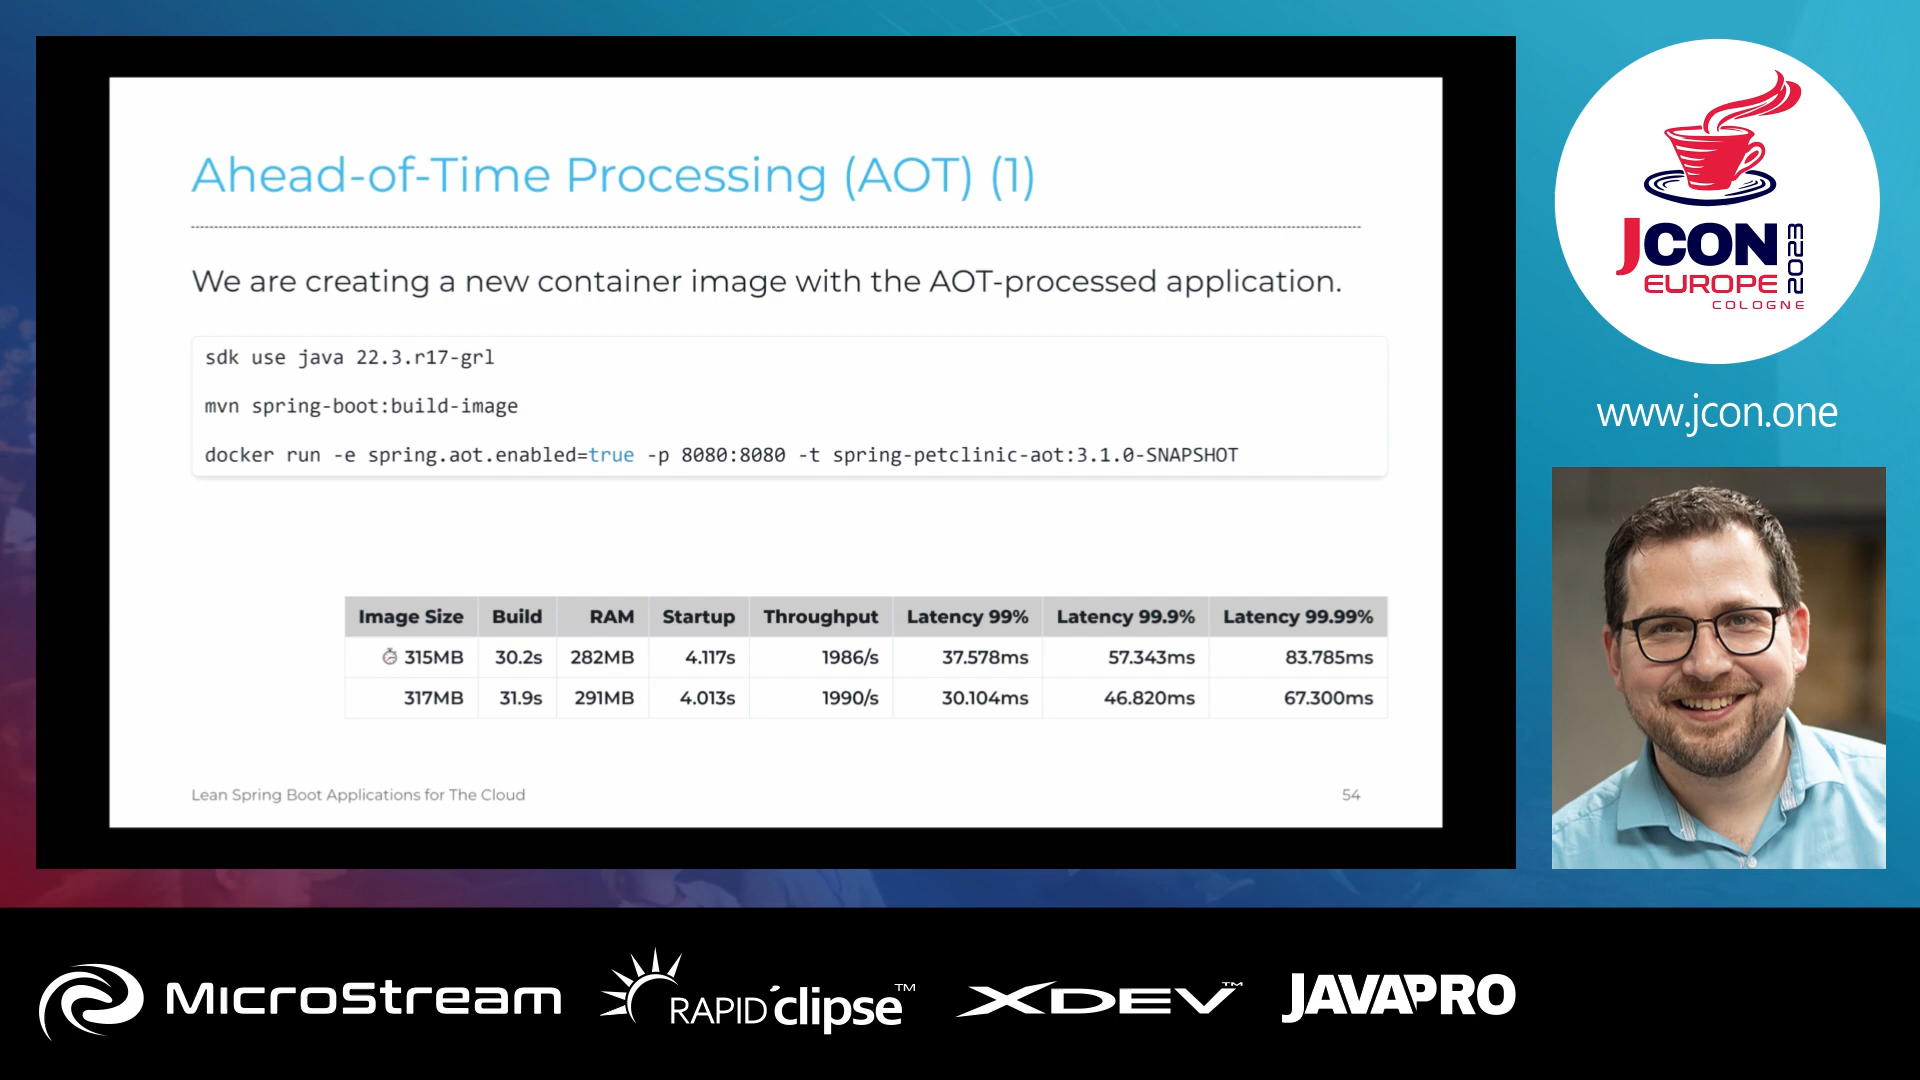 Ahead-of-Time Processing (AOT) (1)
We are creating a new container image with the AOT-processed application.
sdk use java 22.3.r17-grl
mvn spring-boot:build-image
docker run -e spring.aot.enabled=true -p 8080:8080 -t spring-petclinic-aot:3.1.0-SNAPSHOT
Image Size Build RAM Startup Throughput Latency 99% Latency 99.9% Latency 99.99%
315MB 30.2s 282MB 4.117s 1986/s 37.578ms 57.343ms 83.785ms
317MB 31.9s 291MB 4.013s 1990/s 30.104ms 46.820ms 67.300ms
Lean Spring Boot Applications for The Cloud 54
JCON
EUROPE
COLOGNE
2023
www.jcon.one
MicroStream
RAPID clipse™
XDEV™
JAVAPRO